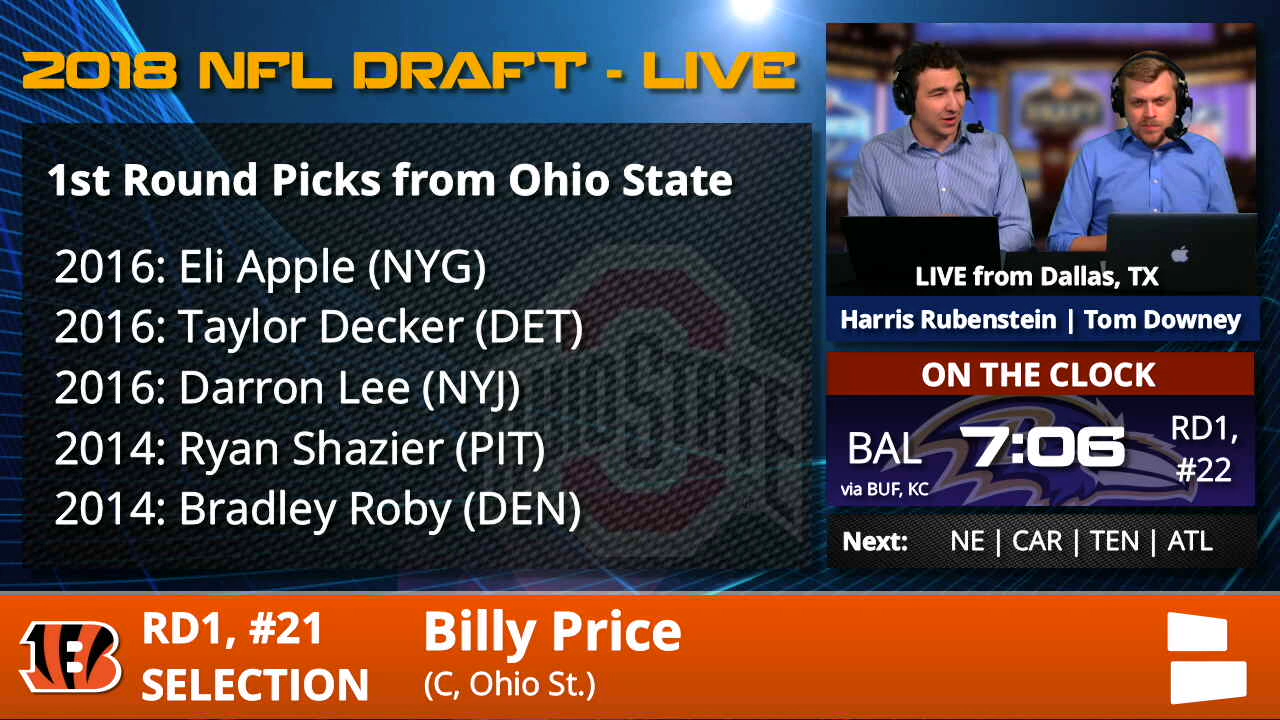 2018 NFL DRAFT - LIVE
1st Round Picks from Ohio State
2016: Eli Apple (NYG)
2016: Taylor Decker (DET)
2016: Darron Lee (NYJ)
2014: Ryan Shazier (PIT)
2014: Bradley Roby (DEN)
OHIO STATE
DRAFT
LIVE from Dallas, TX
Harris Rubenstein | Tom Downey
ON THE CLOCK
BAL
via BUF, KC
7:06
RD1,
#22
Next: NE | CAR | TEN | ATL
B
RD1, #21
SELECTION
Billy Price
(C, Ohio St.)